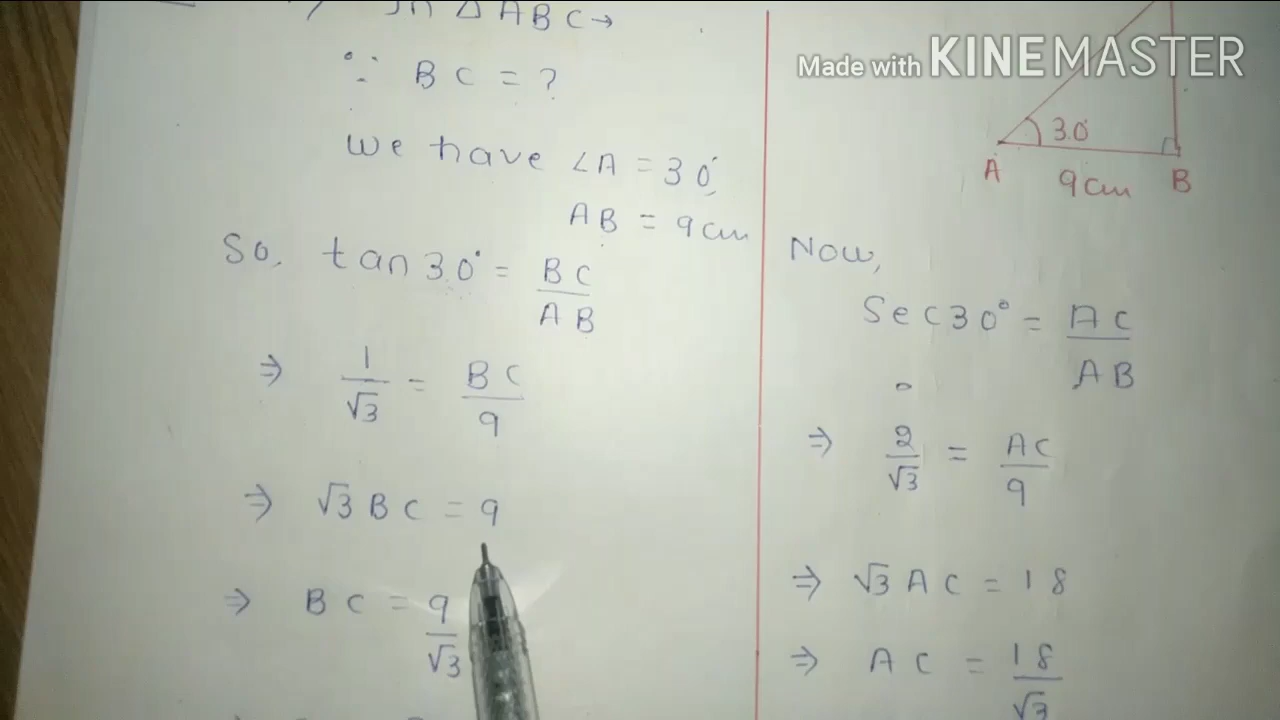 In △ABC→
∵ BC = ?
We have ∠A = 30°,
AB = 9cm
So, tan30° = BC/AB
⇒ 1/√3 = BC/9
⇒ √3 BC = 9
⇒ BC = 9/√3
Made with KINEMASTER
30°
A 9cm B
Now,
Sec30° = AC/AB
⇒ 2/√3 = AC/9
⇒ √3 AC = 18
⇒ AC = 18/√3